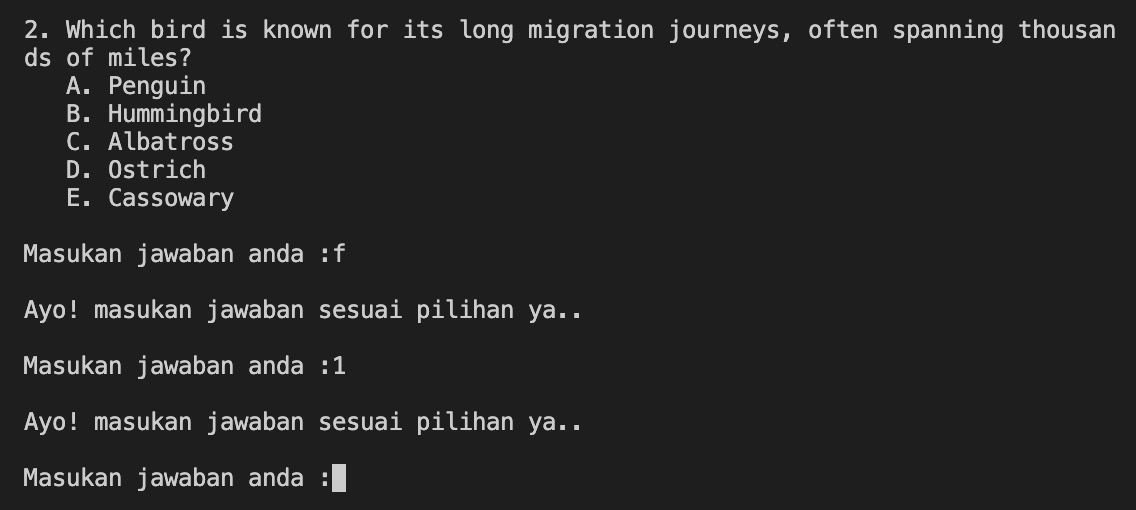 2. Which bird is known for its long migration journeys, often spanning thousan
ds of miles?
A. Penguin
B. Hummingbird
C. Albatross
D. Ostrich
E. Cassowary
Masukan jawaban anda :f
Ayo! masukan jawaban sesuai pilihan ya..
Masukan jawaban anda :1
Ayo! masukan jawaban sesuai pilihan ya..
Masukan jawaban anda :